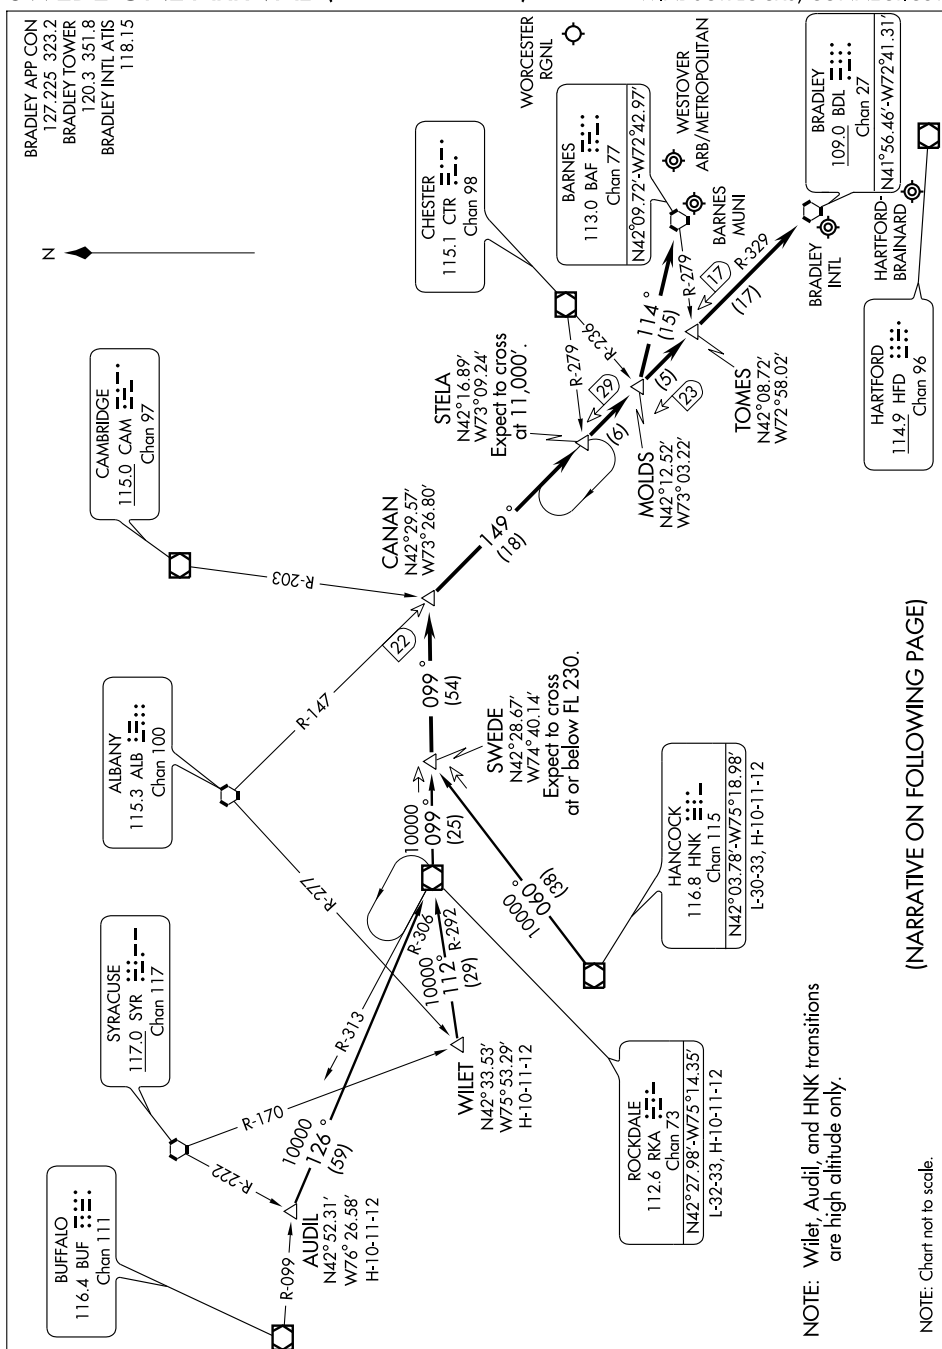 BRADLEY APP CON
127.225 323.2
BRADLEY TOWER
120.3 351.8
BRADLEY INTL ATIS
118.15
N
WORCESTER
RGNL
WESTOVER
ARB/METROPOLITAN
BARNES
113.0 BAF
Chan 77
N42°09.72'-W72°42.97'
BARNES
MUNI
BRADLEY
109.0 BDL
Chan 27
N41°56.46'-W72°41.31'
BRADLEY
INTL
HARTFORD-
BRAINARD
HARTFORD
114.9 HFD
Chan 96
CHESTER
115.1 CTR
Chan 98
R-279
R-236
R-279
R-329
17
(17)
114°
(15)
(5)
23
29
(6)
TOMES
N42°08.72'
W72°58.02'
MOLDS
N42°12.52'
W73°03.22'
STELA
N42°16.89'
W73°09.24'
Expect to cross
at 11,000'.
149°
(18)
CANAN
N42°29.57'
W73°26.80'
CAMBRIDGE
115.0 CAM
Chan 97
R-203
22
R-147
ALBANY
115.3 ALB
Chan 100
R-277
099°
(54)
SWEDE
N42°28.67'
W74°40.14'
Expect to cross
at or below FL 230.
10000
099°
(25)
10000
060°
(38)
HANCOCK
116.8 HNK
Chan 115
N42°03.78'-W75°18.98'
L-30-33, H-10-11-12
R-306
R-292
R-313
10000
112°
(29)
WILET
N42°33.53'
W75°53.29'
H-10-11-12
SYRACUSE
117.0 SYR
Chan 117
R-170
R-222
10000
126°
(59)
AUDIL
N42°52.31'
W76°26.58'
H-10-11-12
BUFFALO
116.4 BUF
Chan 111
R-099
ROCKDALE
112.6 RKA
Chan 73
N42°27.98'-W75°14.35'
L-32-33, H-10-11-12
NOTE: Wilet, Audil, and HNK transitions
are high altitude only.
(NARRATIVE ON FOLLOWING PAGE)
NOTE: Chart not to scale.